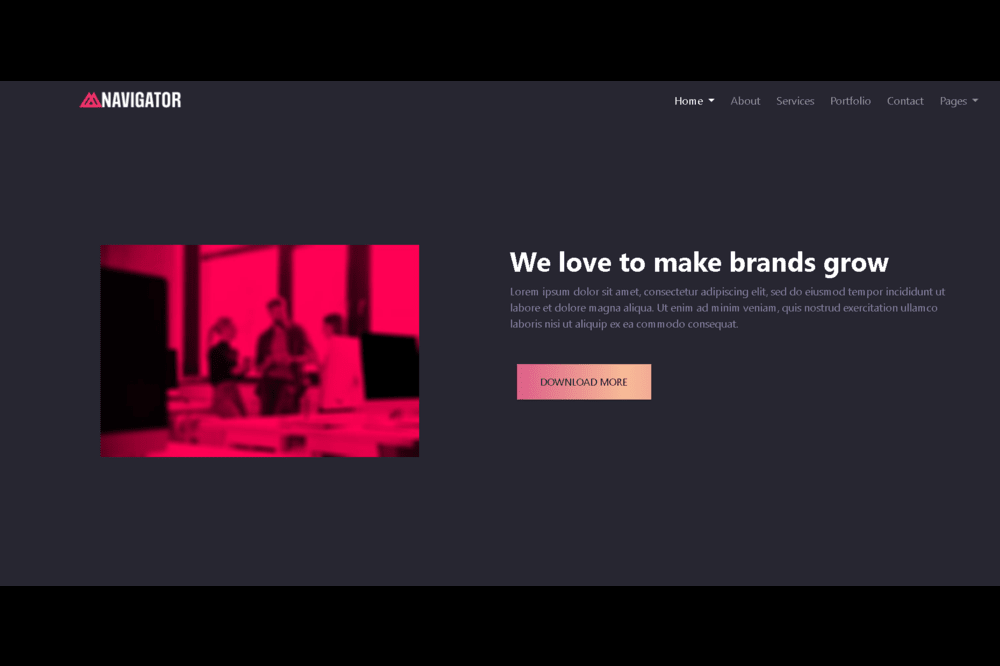 NAVIGATOR
Home About Services Portfolio Contact Pages
We love to make brands grow
Lorem ipsum dolor sit amet, consectetur adipiscing elit, sed do eiusmod tempor incididunt ut
labore et dolore magna aliqua. Ut enim ad minim veniam, quis nostrud exercitation ullamco
laboris nisi ut aliquip ex ea commodo consequat.
DOWNLOAD MORE